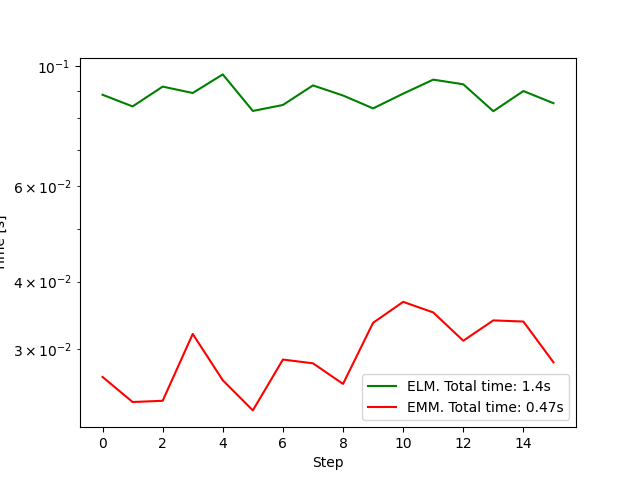 10⁻¹
6 × 10⁻²
4 × 10⁻²
3 × 10⁻²
[s]
0 2 4 6 8 10 12 14
Step
ELM. Total time: 1.4s
EMM. Total time: 0.47s